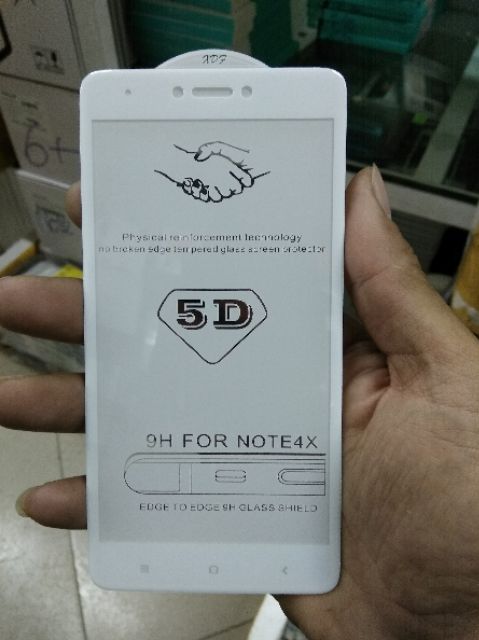 XDF
Physical reinforcement technology
no broken edge tempered glass screen protector
5D
9H FOR NOTE4X
EDGE TO EDGE 9H GLASS SHIELD
6+